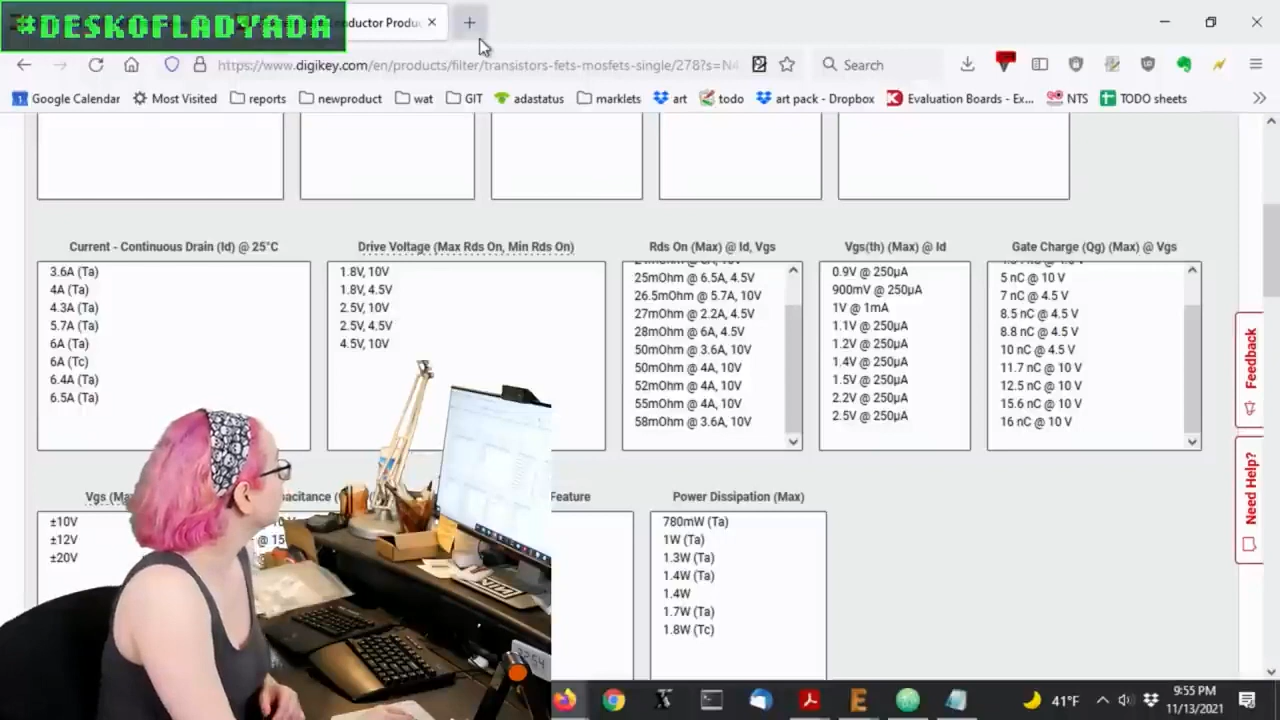 #DESKOFLADYADA
https://www.digikey.com/en/products/filter/transistors-fets-mosfets-single/278?s=N4
Search
Google Calendar
Most Visited
reports
newproduct
wat
GIT
adastatus
marklets
art
todo
art pack - Dropbox
Evaluation Boards - Ex...
NTS
TODO sheets
Current - Continuous Drain (Id) @ 25°C
3.6A (Ta)
4A (Ta)
4.3A (Ta)
5.7A (Ta)
6A (Ta)
6A (Tc)
6.4A (Ta)
6.5A (Ta)
Drive Voltage (Max Rds On, Min Rds On)
1.8V, 10V
1.8V, 4.5V
2.5V, 10V
2.5V, 4.5V
4.5V, 10V
Rds On (Max) @ Id, Vgs
25mOhm @ 6.5A, 4.5V
26.5mOhm @ 5.7A, 10V
27mOhm @ 2.2A, 4.5V
28mOhm @ 6A, 4.5V
50mOhm @ 3.6A, 10V
50mOhm @ 4A, 10V
52mOhm @ 4A, 10V
55mOhm @ 4A, 10V
58mOhm @ 3.6A, 10V
Vgs(th) (Max) @ Id
0.9V @ 250µA
900mV @ 250µA
1V @ 1mA
1.1V @ 250µA
1.2V @ 250µA
1.4V @ 250µA
1.5V @ 250µA
2.2V @ 250µA
2.5V @ 250µA
Gate Charge (Qg) (Max) @ Vgs
5 nC @ 10 V
7 nC @ 4.5 V
8.5 nC @ 4.5 V
8.8 nC @ 4.5 V
10 nC @ 4.5 V
11.7 nC @ 10 V
12.5 nC @ 10 V
15.6 nC @ 10 V
16 nC @ 10 V
Feedback
Need Help?
Vgs
±10V
±12V
±20V
@ 15
Feature
Power Dissipation (Max)
780mW (Ta)
1W (Ta)
1.3W (Ta)
1.4W (Ta)
1.4W
1.7W (Ta)
1.8W (Tc)
41°F
9:55 PM
11/13/2021